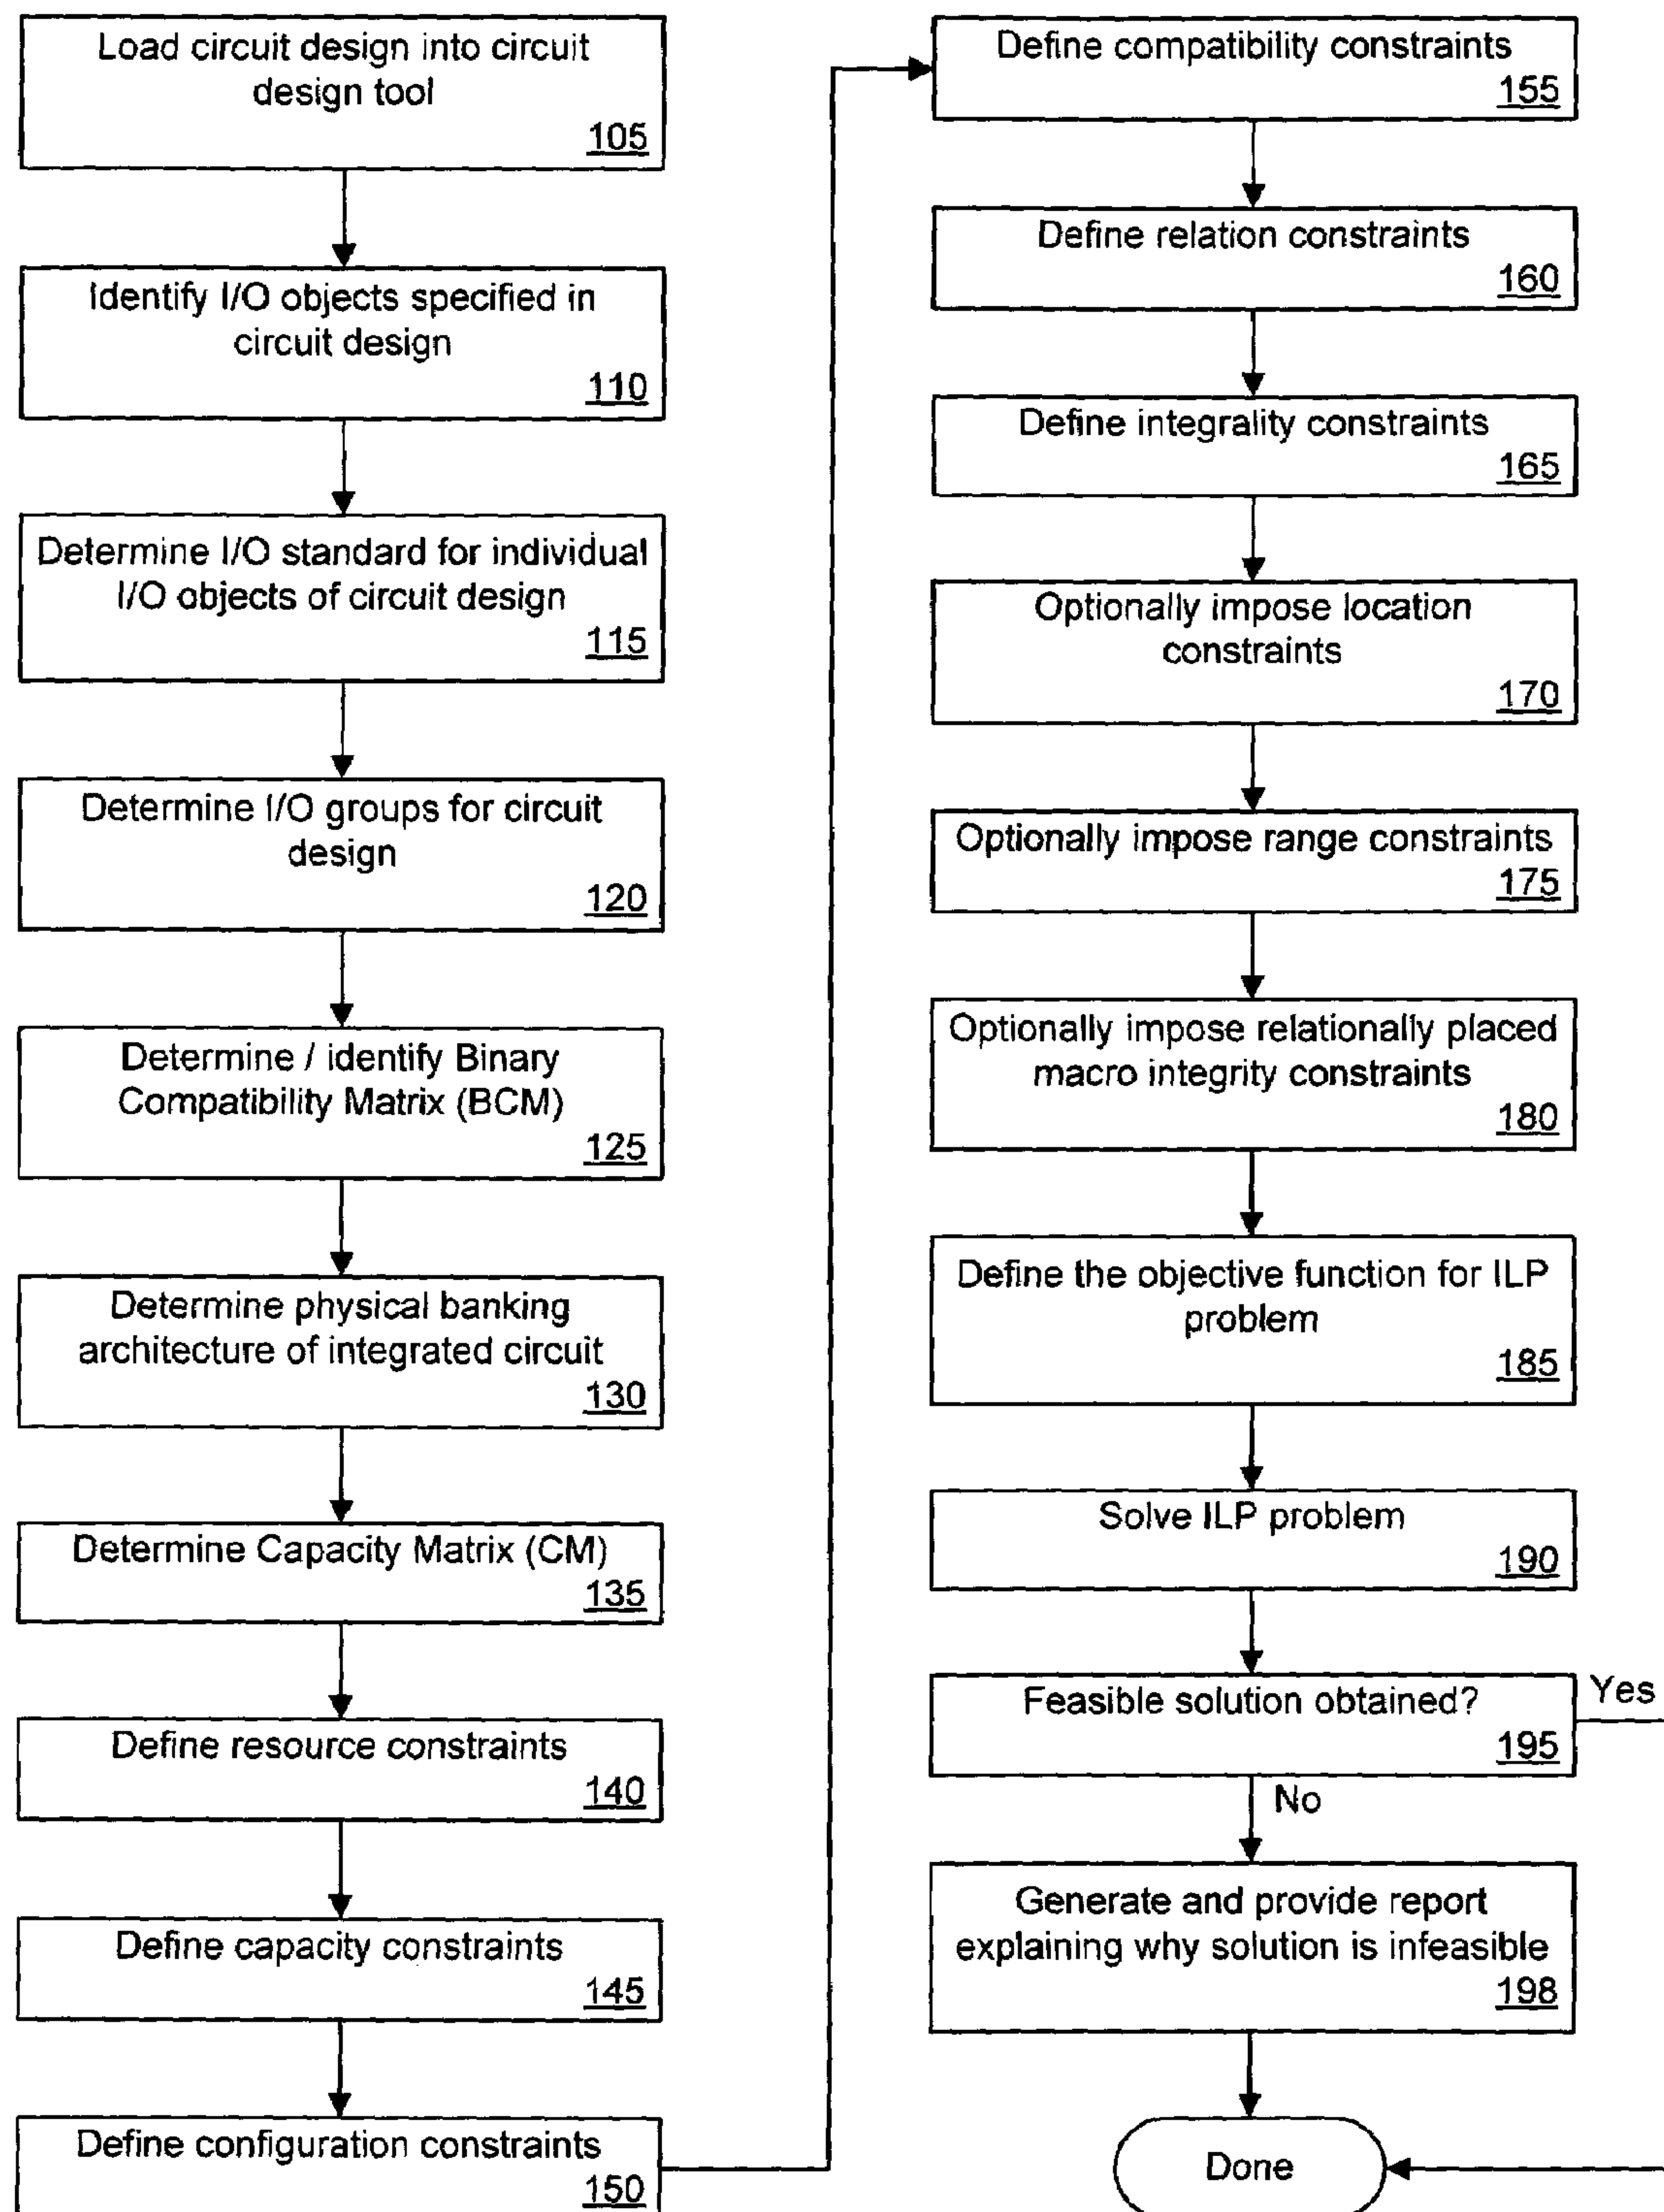 Load circuit design into circuit
design tool
105
Identify I/O objects specified in
circuit design
110
Determine I/O standard for individual
I/O objects of circuit design
115
Determine I/O groups for circuit
design
120
Determine / identify Binary
Compatibility Matrix (BCM)
125
Determine physical banking
architecture of integrated circuit
130
Determine Capacity Matrix (CM)
135
Define resource constraints
140
Define capacity constraints
145
Define configuration constraints
150
Define compatibility constraints
155
Define relation constraints
160
Define integrality constraints
165
Optionally impose location
constraints
170
Optionally impose range constraints
175
Optionally impose relationally placed
macro integrity constraints
180
Define the objective function for ILP
problem
185
Solve ILP problem
190
Feasible solution obtained?
195
Yes
No
Generate and provide report
explaining why solution is infeasible
198
Done